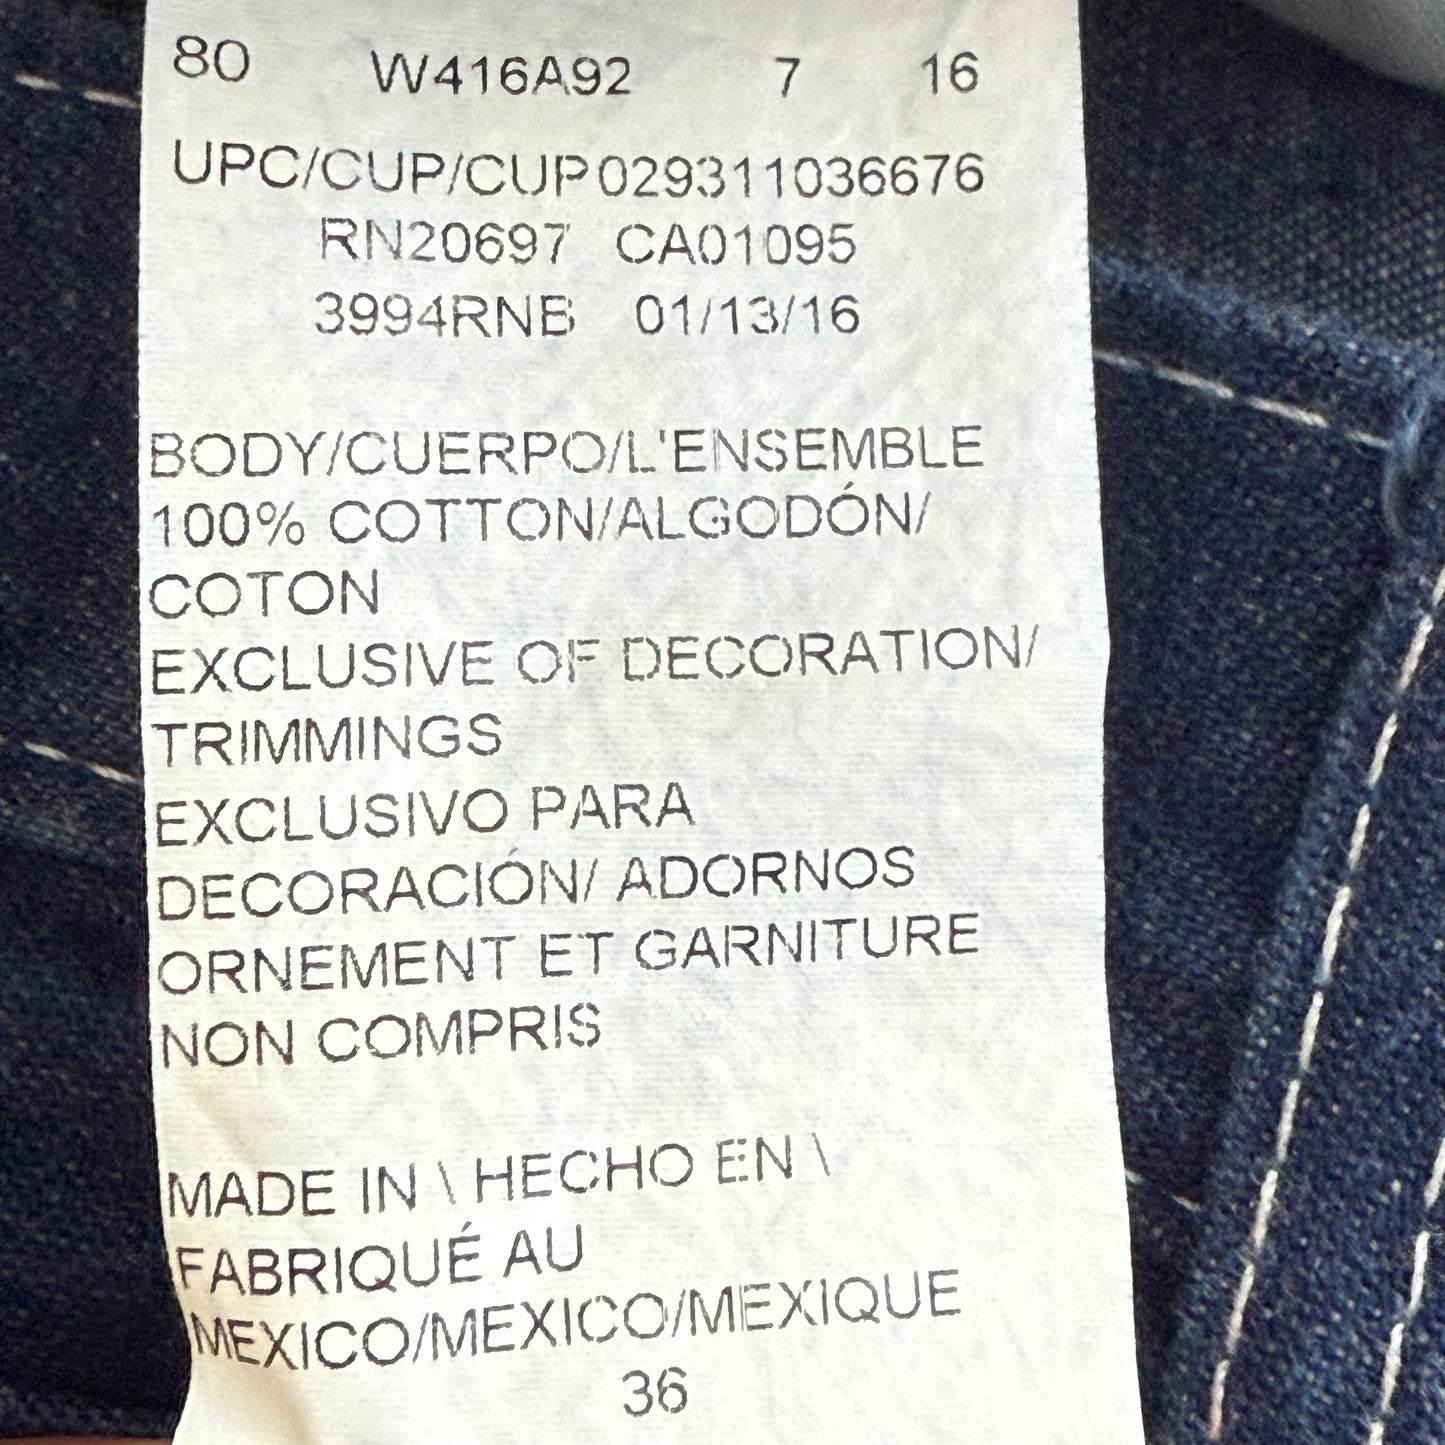 80 W416A92 7 16
UPC/CUP/CUP029311036676
RN20697 CA01095
3994RNB 01/13/16
BODY/CUERPO/L'ENSEMBLE
100% COTTON/ALGODÓN/
COTON
EXCLUSIVE OF DECORATION/
TRIMMINGS
EXCLUSIVO PARA
DECORACIÓN/ ADORNOS
ORNEMENT ET GARNITURE
NON COMPRIS
MADE IN \ HECHO EN \
FABRIQUÉ AU
MEXICO/MEXICO/MEXIQUE
36